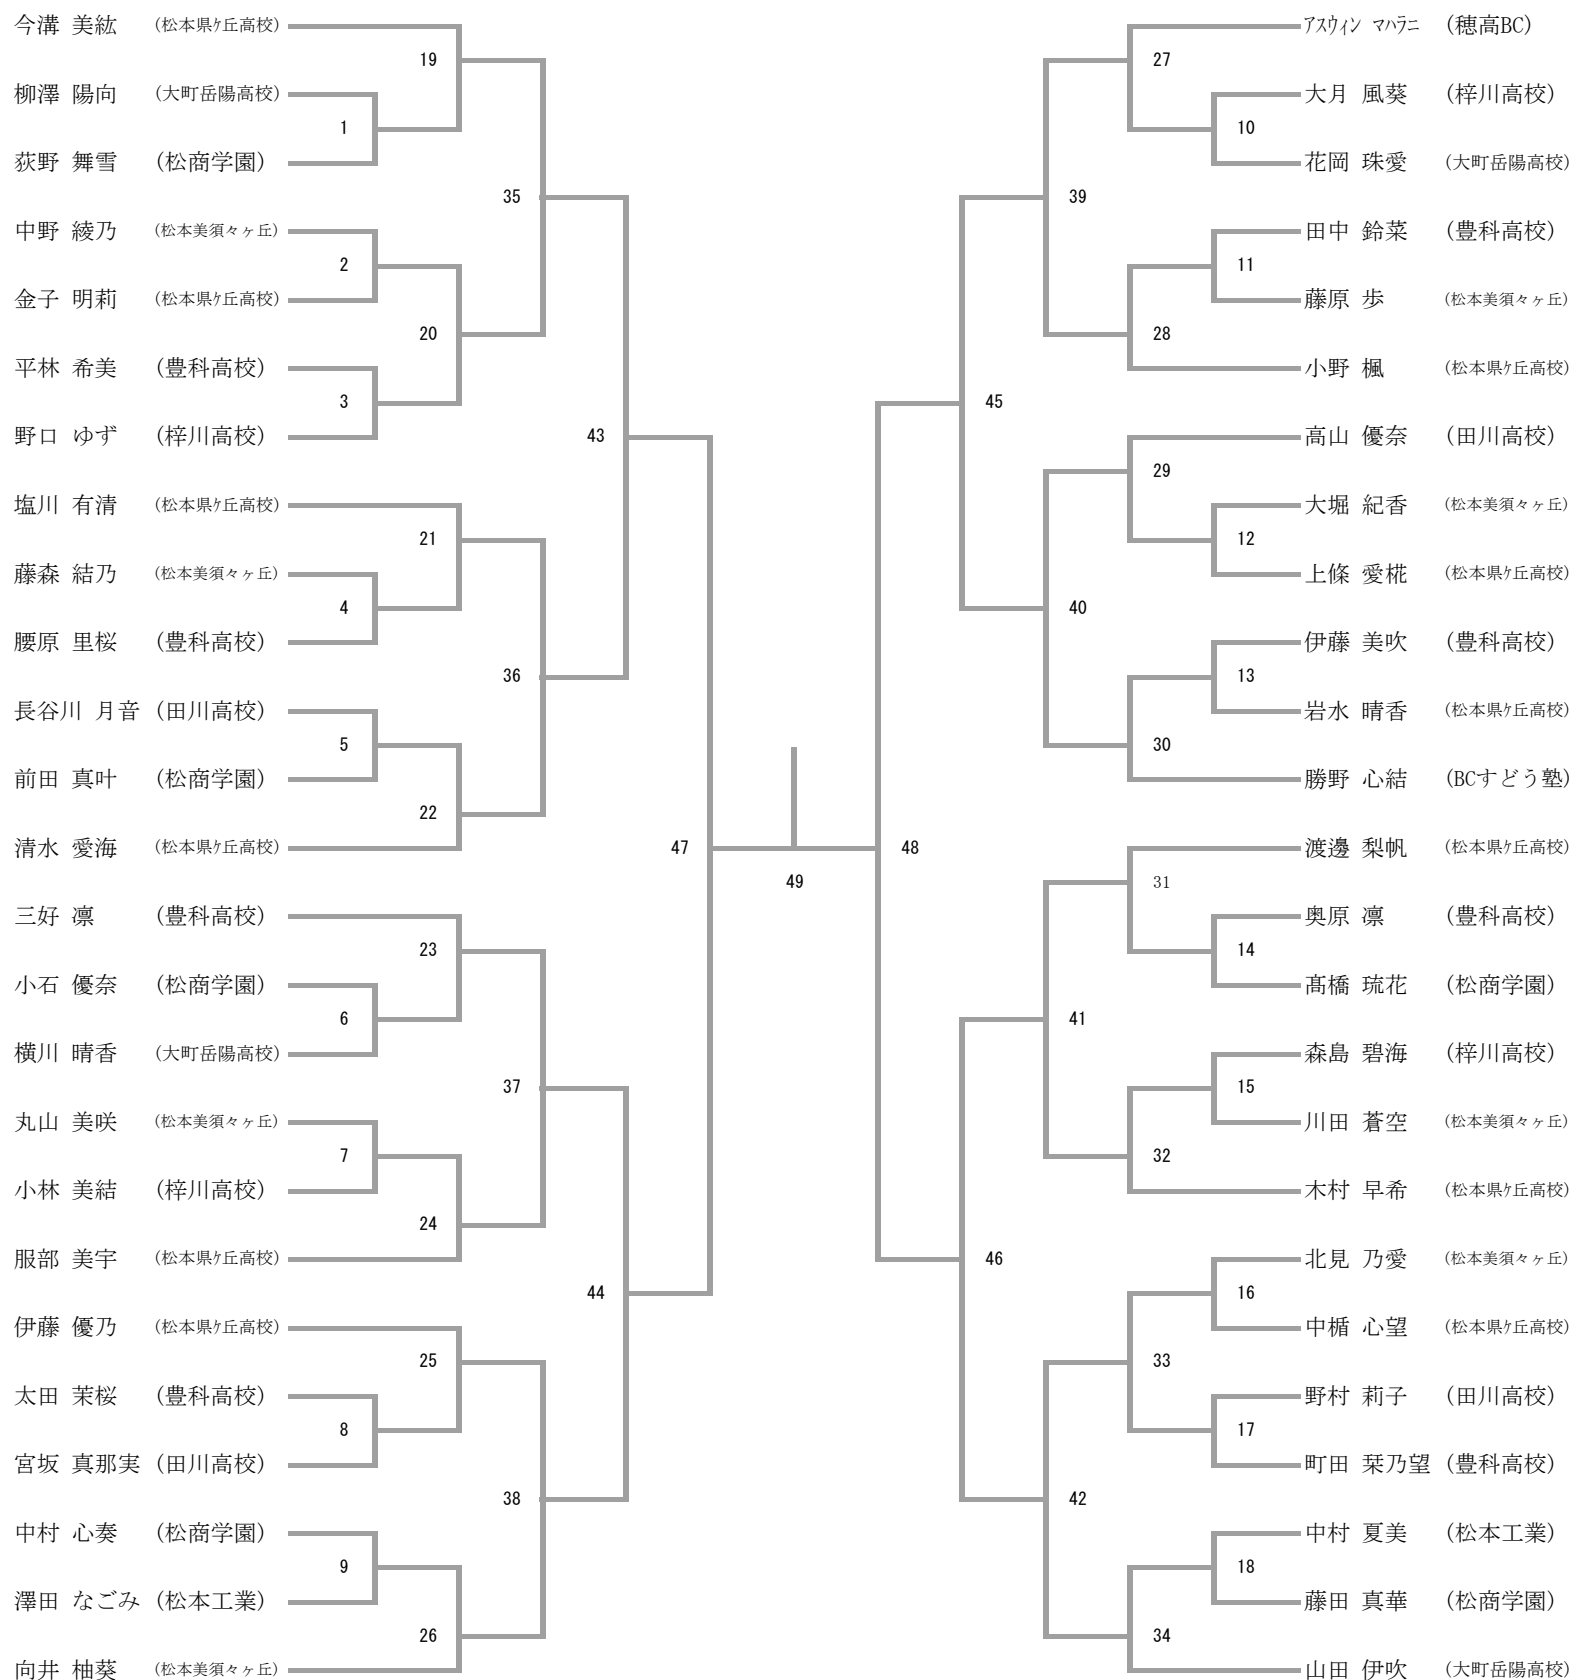 今溝 美紘 (松本県ケ丘高校)
19
柳澤 陽向 (大町岳陽高校)
1
荻野 舞雪 (松商学園)
35
中野 綾乃 (松本美須々ヶ丘)
2
金子 明莉 (松本県ケ丘高校)
20
平林 希美 (豊科高校)
3
野口 ゆず (梓川高校)
43
塩川 有清 (松本県ケ丘高校)
21
藤森 結乃 (松本美須々ヶ丘)
4
腰原 里桜 (豊科高校)
36
長谷川 月音 (田川高校)
5
前田 真叶 (松商学園)
22
清水 愛海 (松本県ケ丘高校)
47
三好 凛 (豊科高校)
23
小石 優奈 (松商学園)
6
横川 晴香 (大町岳陽高校)
37
丸山 美咲 (松本美須々ヶ丘)
7
小林 美結 (梓川高校)
24
服部 美宇 (松本県ケ丘高校)
44
伊藤 優乃 (松本県ケ丘高校)
25
太田 茉桜 (豊科高校)
8
宮坂 真那実 (田川高校)
38
中村 心奏 (松商学園)
9
澤田 なごみ (松本工業)
26
向井 柚葵 (松本美須々ヶ丘)
49
アスウィン マハラニ (穂高BC)
27
大月 風葵 (梓川高校)
10
花岡 珠愛 (大町岳陽高校)
39
田中 鈴菜 (豊科高校)
11
藤原 歩 (松本美須々ヶ丘)
28
小野 楓 (松本県ケ丘高校)
45
高山 優奈 (田川高校)
29
大堀 紀香 (松本美須々ヶ丘)
12
上條 愛椛 (松本県ケ丘高校)
40
伊藤 美吹 (豊科高校)
13
岩水 晴香 (松本県ケ丘高校)
30
勝野 心結 (BCすどう塾)
48
渡邊 梨帆 (松本県ケ丘高校)
31
奥原 凛 (豊科高校)
14
髙橋 琉花 (松商学園)
41
森島 碧海 (梓川高校)
15
川田 蒼空 (松本美須々ヶ丘)
32
木村 早希 (松本県ケ丘高校)
46
北見 乃愛 (松本美須々ヶ丘)
16
中楯 心望 (松本県ケ丘高校)
33
野村 莉子 (田川高校)
17
町田 栞乃望 (豊科高校)
42
中村 夏美 (松本工業)
18
藤田 真華 (松商学園)
34
山田 伊吹 (大町岳陽高校)